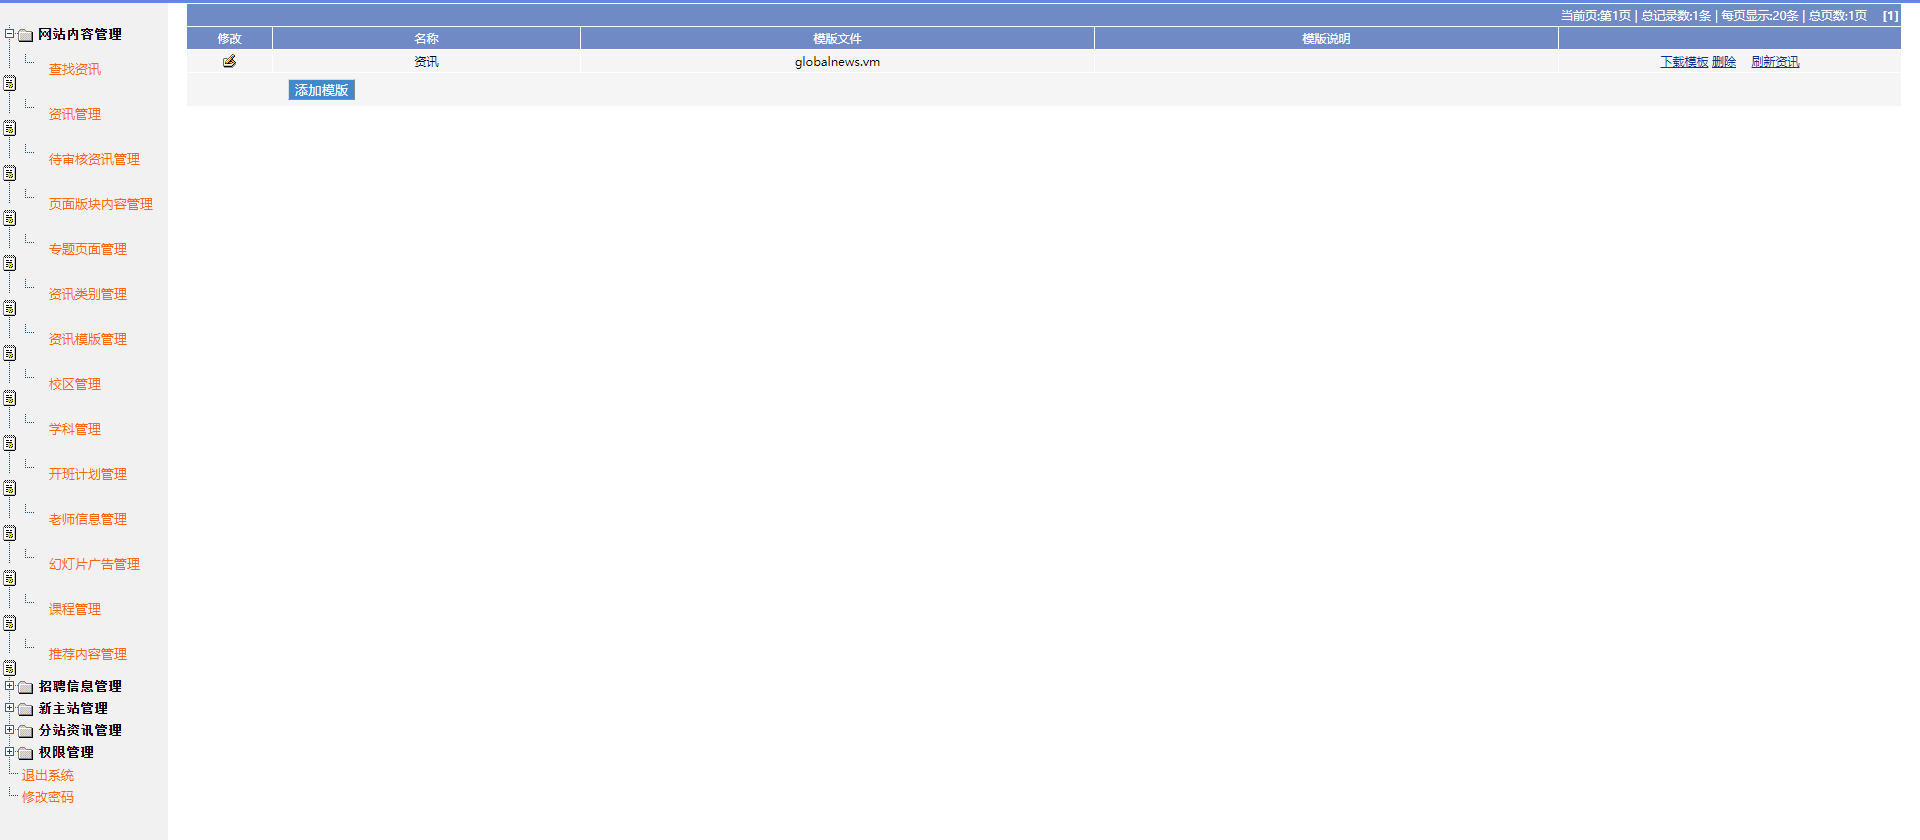 网站内容管理
查找资讯
资讯管理
待审核资讯管理
页面版块内容管理
专题页面管理
资讯类别管理
资讯模版管理
校区管理
学科管理
开班计划管理
老师信息管理
幻灯片广告管理
课程管理
推荐内容管理
招聘信息管理
新主站管理
分站资讯管理
权限管理
退出系统
修改密码
当前页:第1页 | 总记录数:1条 | 每页显示:20条 | 总页数:1页 [1]
修改 名称 模版文件 模版说明
资讯 globalnews.vm 下载模板 删除 刷新资讯
添加模版